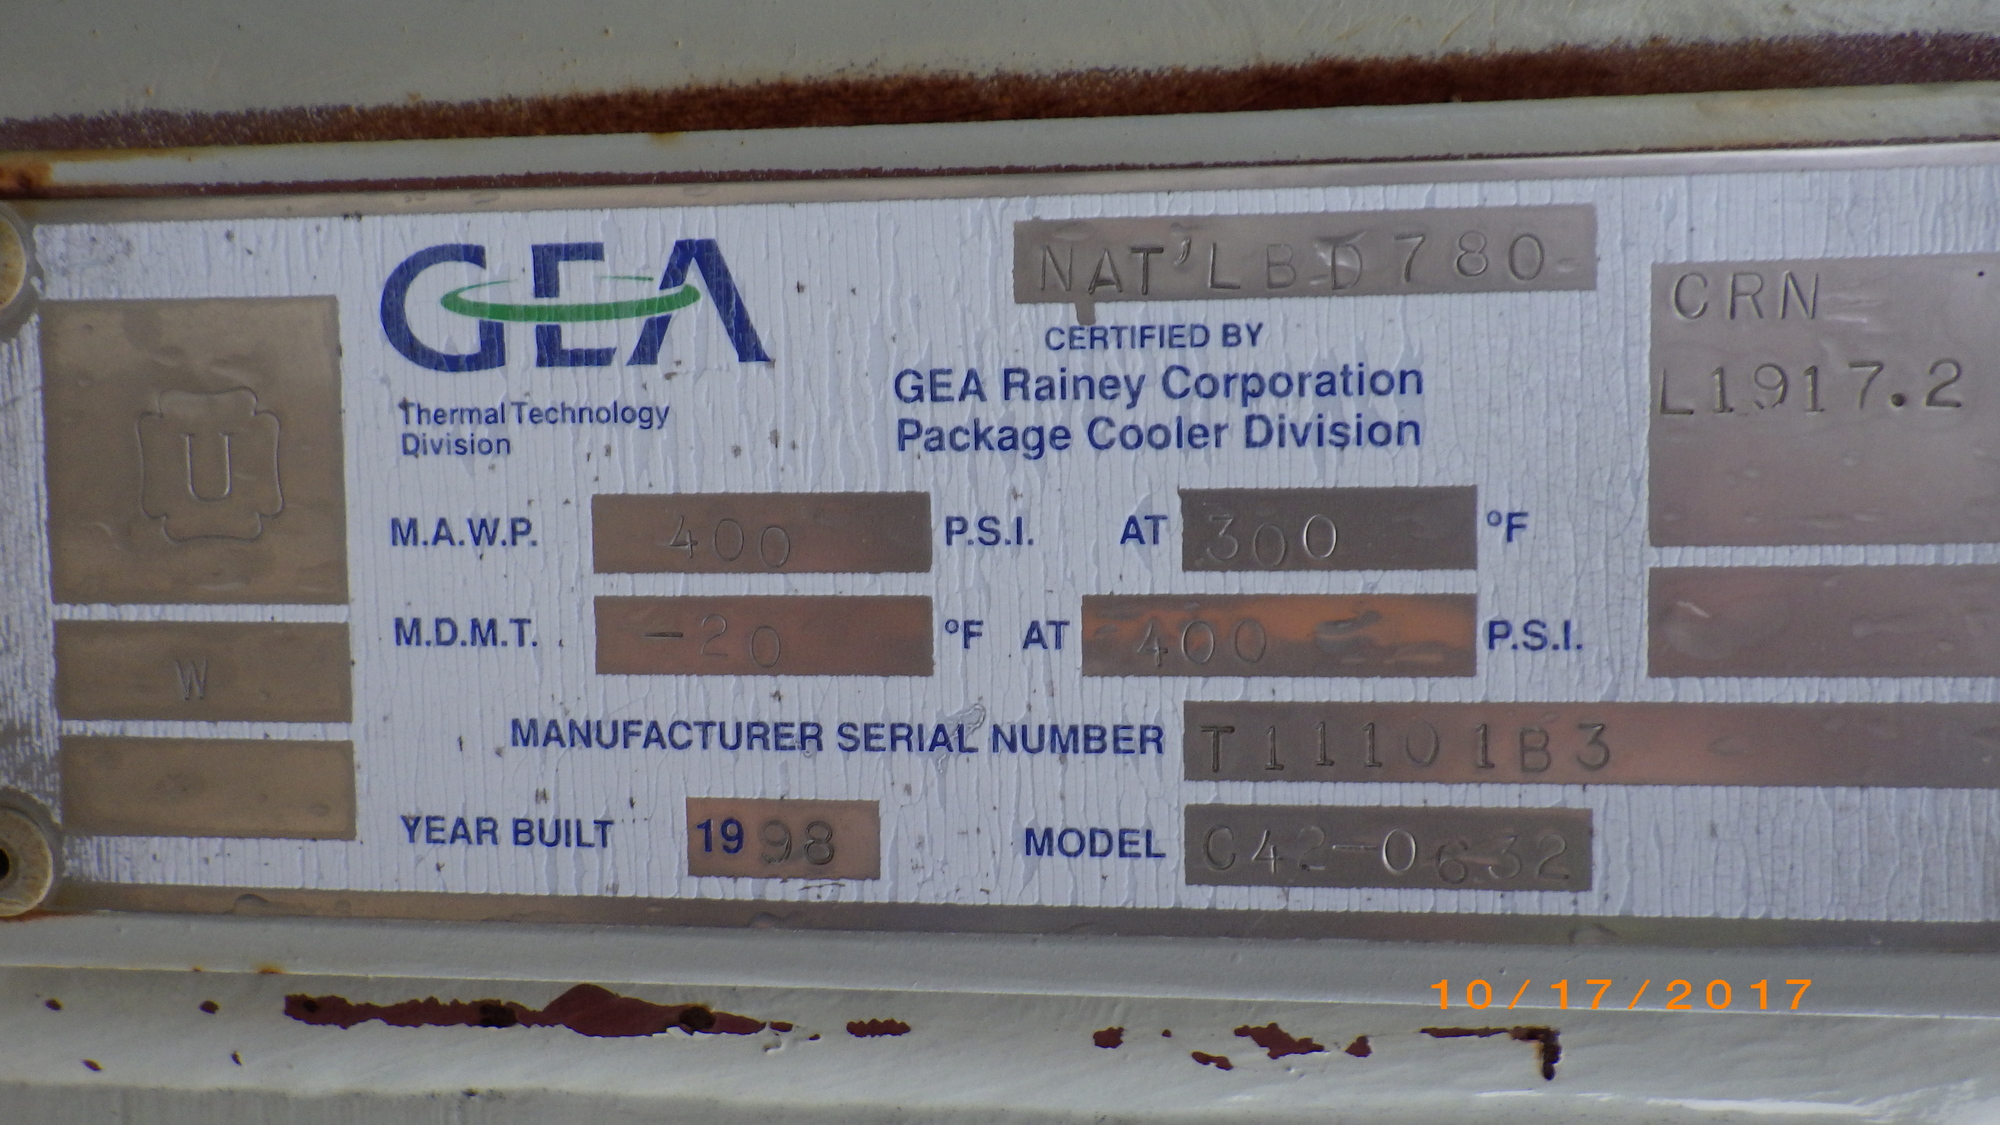 NAT'L BD 780
GEA
CRN
L1917.2
CERTIFIED BY
GEA Rainey Corporation
Package Cooler Division
Thermal Technology
Division
U
M.A.W.P. 400 P.S.I. AT 300 °F
M.D.M.T. -20 °F AT 400 P.S.I.
W
MANUFACTURER SERIAL NUMBER T11101B3
YEAR BUILT 1998 MODEL C42-0632
10/17/2017